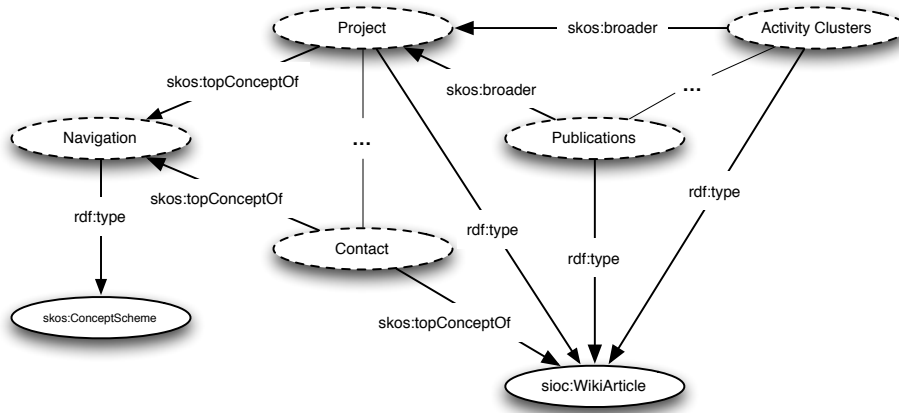 Project
skos:broader
Activity Clusters
skos:topConceptOf
skos:broader
...
Navigation
...
Publications
skos:topConceptOf
rdf:type
rdf:type
rdf:type
Contact
rdf:type
skos:ConceptScheme
skos:topConceptOf
sioc:WikiArticle